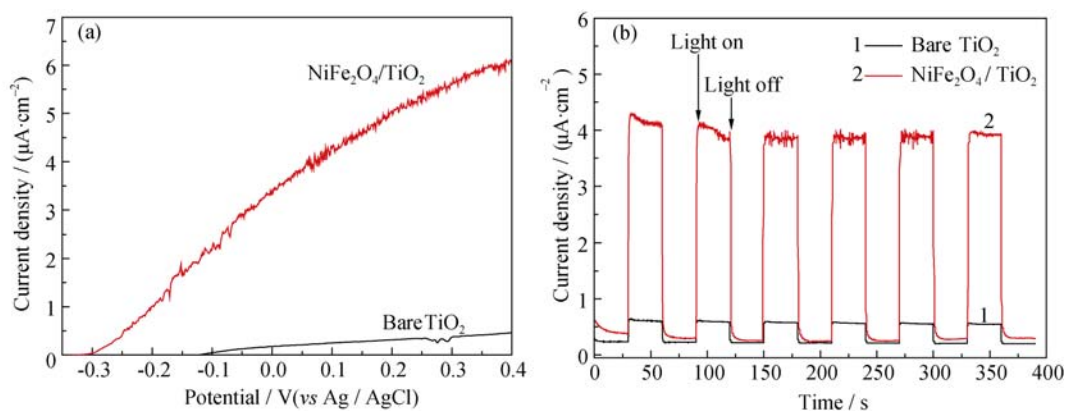 (a)
7
6
5
4
3
2
1
0
Current density / (μA·cm⁻²)
NiFe₂O₄/TiO₂
Bare TiO₂
-0.3 -0.2 -0.1 0.0 0.1 0.2 0.3 0.4
Potential / V(vs Ag / AgCl)
(b)
6
5
4
3
2
1
0
Current density / (μA·cm⁻²)
1 Bare TiO₂
2 NiFe₂O₄ / TiO₂
Light on
Light off
2
1
0 50 100 150 200 250 300 350 400
Time / s